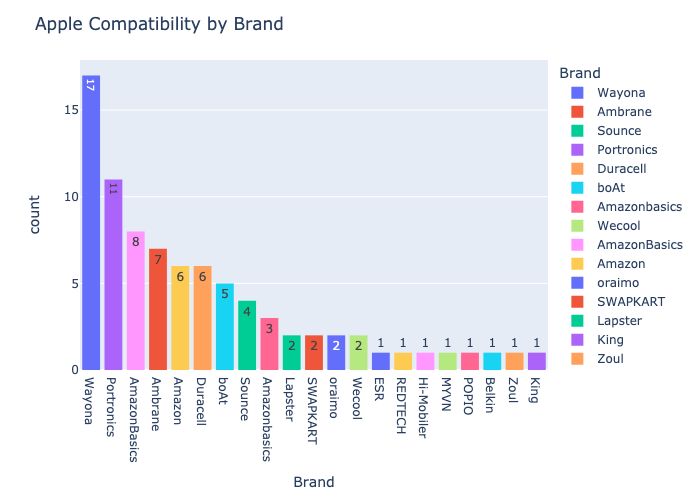 Apple Compatibility by Brand
Brand
Wayona
Ambrane
Sounce
Portronics
Duracell
boAt
Amazonbasics
Wecool
AmazonBasics
Amazon
oraimo
SWAPKART
Lapster
King
Zoul
count
15
10
5
0
17
11
8
7
6
6
5
4
3
2
2
2
2
1
1
1
1
1
1
1
1
Wayona
Portronics
AmazonBasics
Ambrane
Amazon
Duracell
boAt
Sounce
Amazonbasics
Lapster
SWAPKART
oraimo
Wecool
ESR
REDTECH
Hi-Mobiler
MYVN
POPIO
Belkin
Zoul
King
Brand